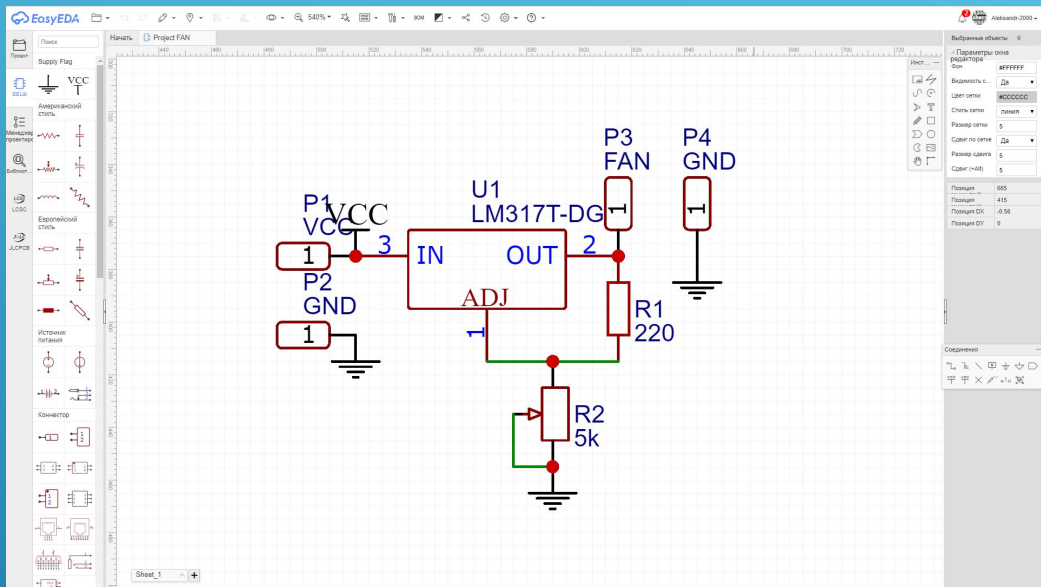 EasyEDA
540%
BOM
2
Aleksandr-2000
Проект
EELib
Менеджер
проектиро
Библиот...
LCSC
JLCPCB
Поиск
Supply Flag
VCC
Американский
стиль
Европейский
стиль
Источник
питания
Коннектор
Начать
Project FAN
P1
VCC
VCC
1
P2
GND
1
U1
LM317T-DG
3
IN
OUT
2
ADJ
1
P3
FAN
1
P4
GND
1
R1
220
R2
5k
Sheet_1
Инст...
Выбранные объекты 0
Параметры окна
редактора
Фон #FFFFFF
Видимость с... Да
Цвет сетки #CCCCCC
Стиль сетки линия
Размер сетки 5
Сдвиг по сетке Да
Размер сдвига 5
Сдвиг (+Alt) 5
Позиция 665
Позиция 415
Позиция DX -0.56
Позиция DY 0
Соединения